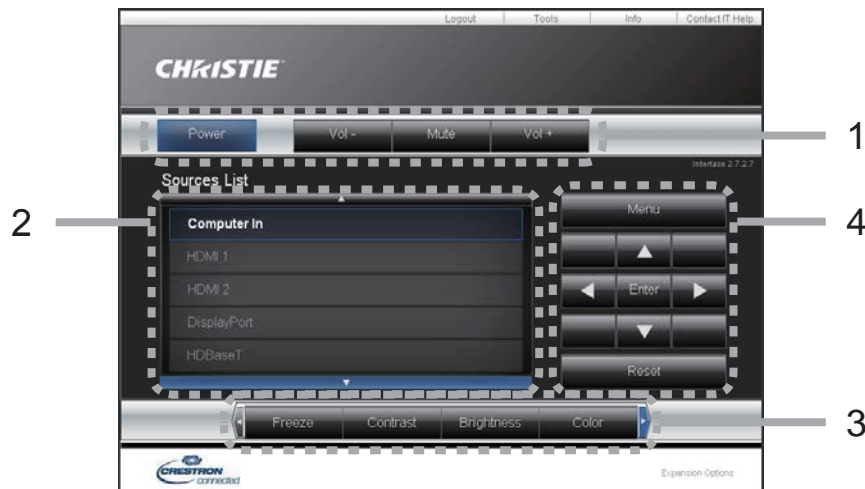 Logout Tools Info Contact IT Help
CHRISTIE
Power Vol - Mute Vol +
1
Interface 2.7.2.7
Sources List
2
Computer In
HDMI 1
HDMI 2
DisplayPort
HDBaseT
Menu
4
Enter
Reset
Freeze Contrast Brightness Color
3
CRESTRON
connected
Expansion Options